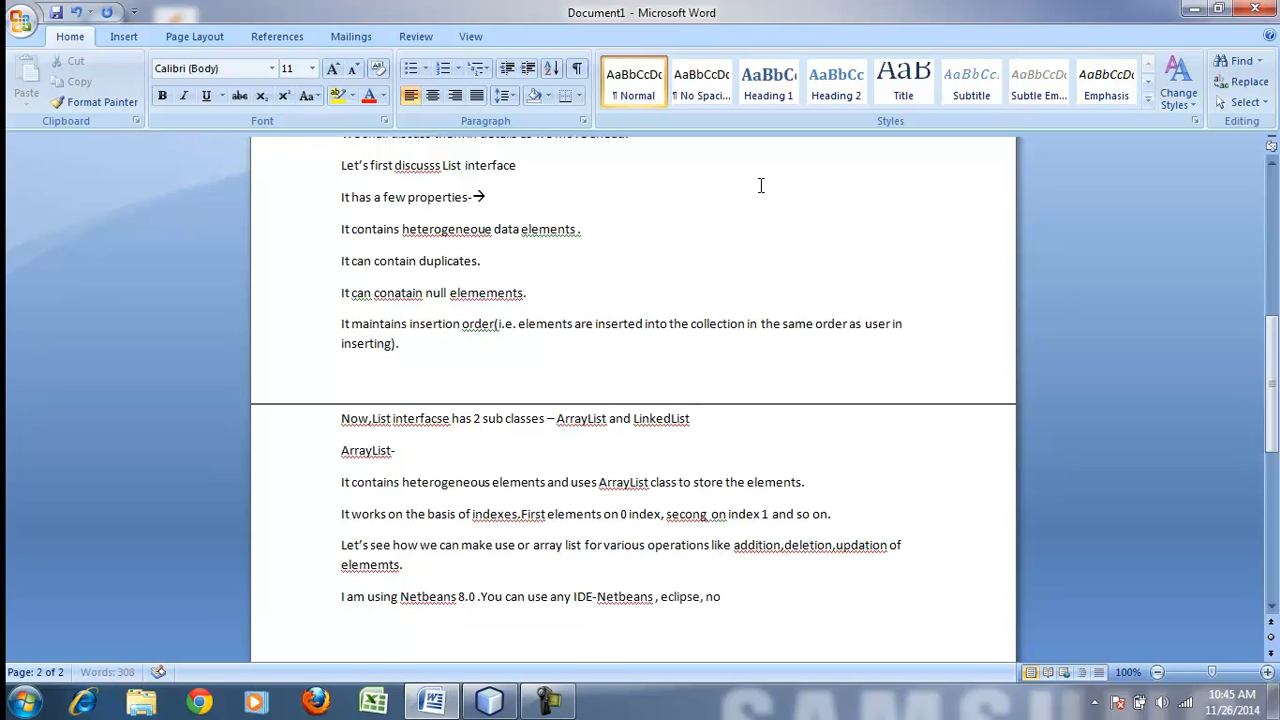 Document1 - Microsoft Word
Home Insert Page Layout References Mailings Review View
Cut
Copy
Paste
Format Painter
Clipboard
Calibri (Body) 11
Font
Paragraph
AaBbCcDc AaBbCcDc AaBbC AaBbCc AaB AaBbCc. AaBbCcDc AaBbCcDc
¶ Normal ¶ No Spaci... Heading 1 Heading 2 Title Subtitle Subtle Em... Emphasis
Change Styles
Styles
Find
Replace
Select
Editing
Let's first discusss List interface
It has a few properties-→
It contains heterogeneoue data elements .
It can contain duplicates.
It can conatain null elemements.
It maintains insertion order(i.e. elements are inserted into the collection in the same order as user in
inserting).
Now,List interfacse has 2 sub classes – ArrayList and LinkedList
ArrayList-
It contains heterogeneous elements and uses ArrayList class to store the elements.
It works on the basis of indexes.First elements on 0 index, secong on index 1 and so on.
Let's see how we can make use or array list for various operations like addition,deletion,updation of
elememts.
I am using Netbeans 8.0 .You can use any IDE-Netbeans , eclipse, no
Page: 2 of 2 Words: 308 100%
10:45 AM
11/26/2014